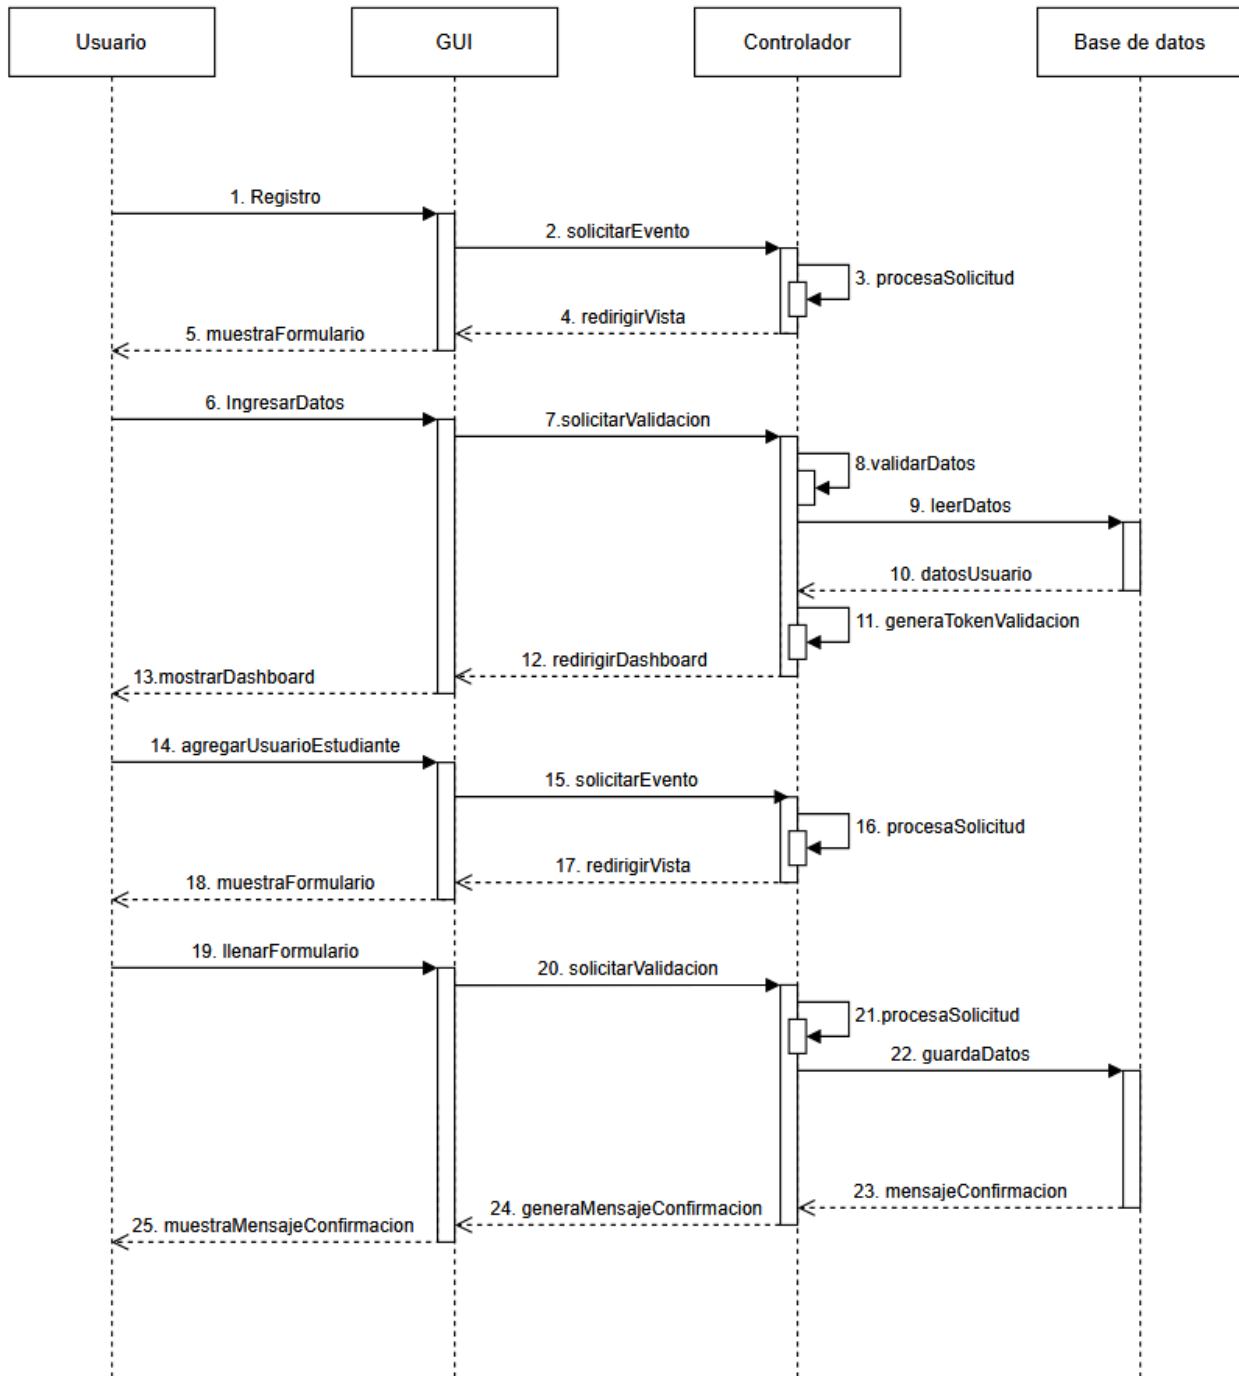 Usuario
GUI
Controlador
Base de datos
1. Registro
2. solicitarEvento
3. procesaSolicitud
4. redirigirVista
5. muestraFormulario
6. IngresarDatos
7.solicitarValidacion
8.validarDatos
9. leerDatos
10. datosUsuario
11. generaTokenValidacion
12. redirigirDashboard
13.mostrarDashboard
14. agregarUsuarioEstudiante
15. solicitarEvento
16. procesaSolicitud
17. redirigirVista
18. muestraFormulario
19. llenarFormulario
20. solicitarValidacion
21.procesaSolicitud
22. guardaDatos
23. mensajeConfirmacion
24. generaMensajeConfirmacion
25. muestraMensajeConfirmacion